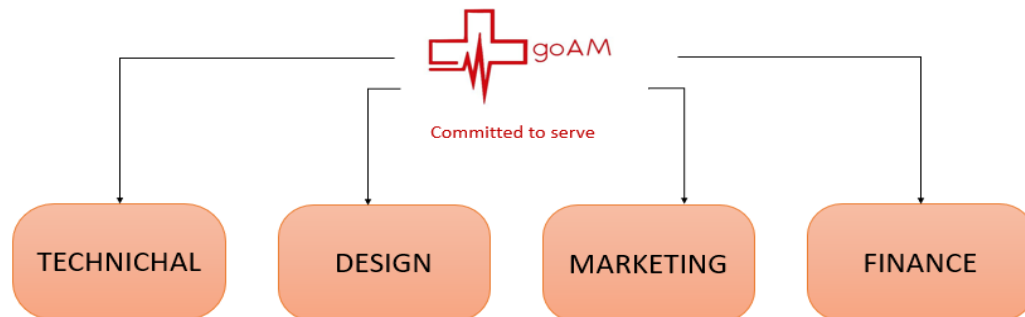 goAM
Committed to serve
TECHNICHAL
DESIGN
MARKETING
FINANCE